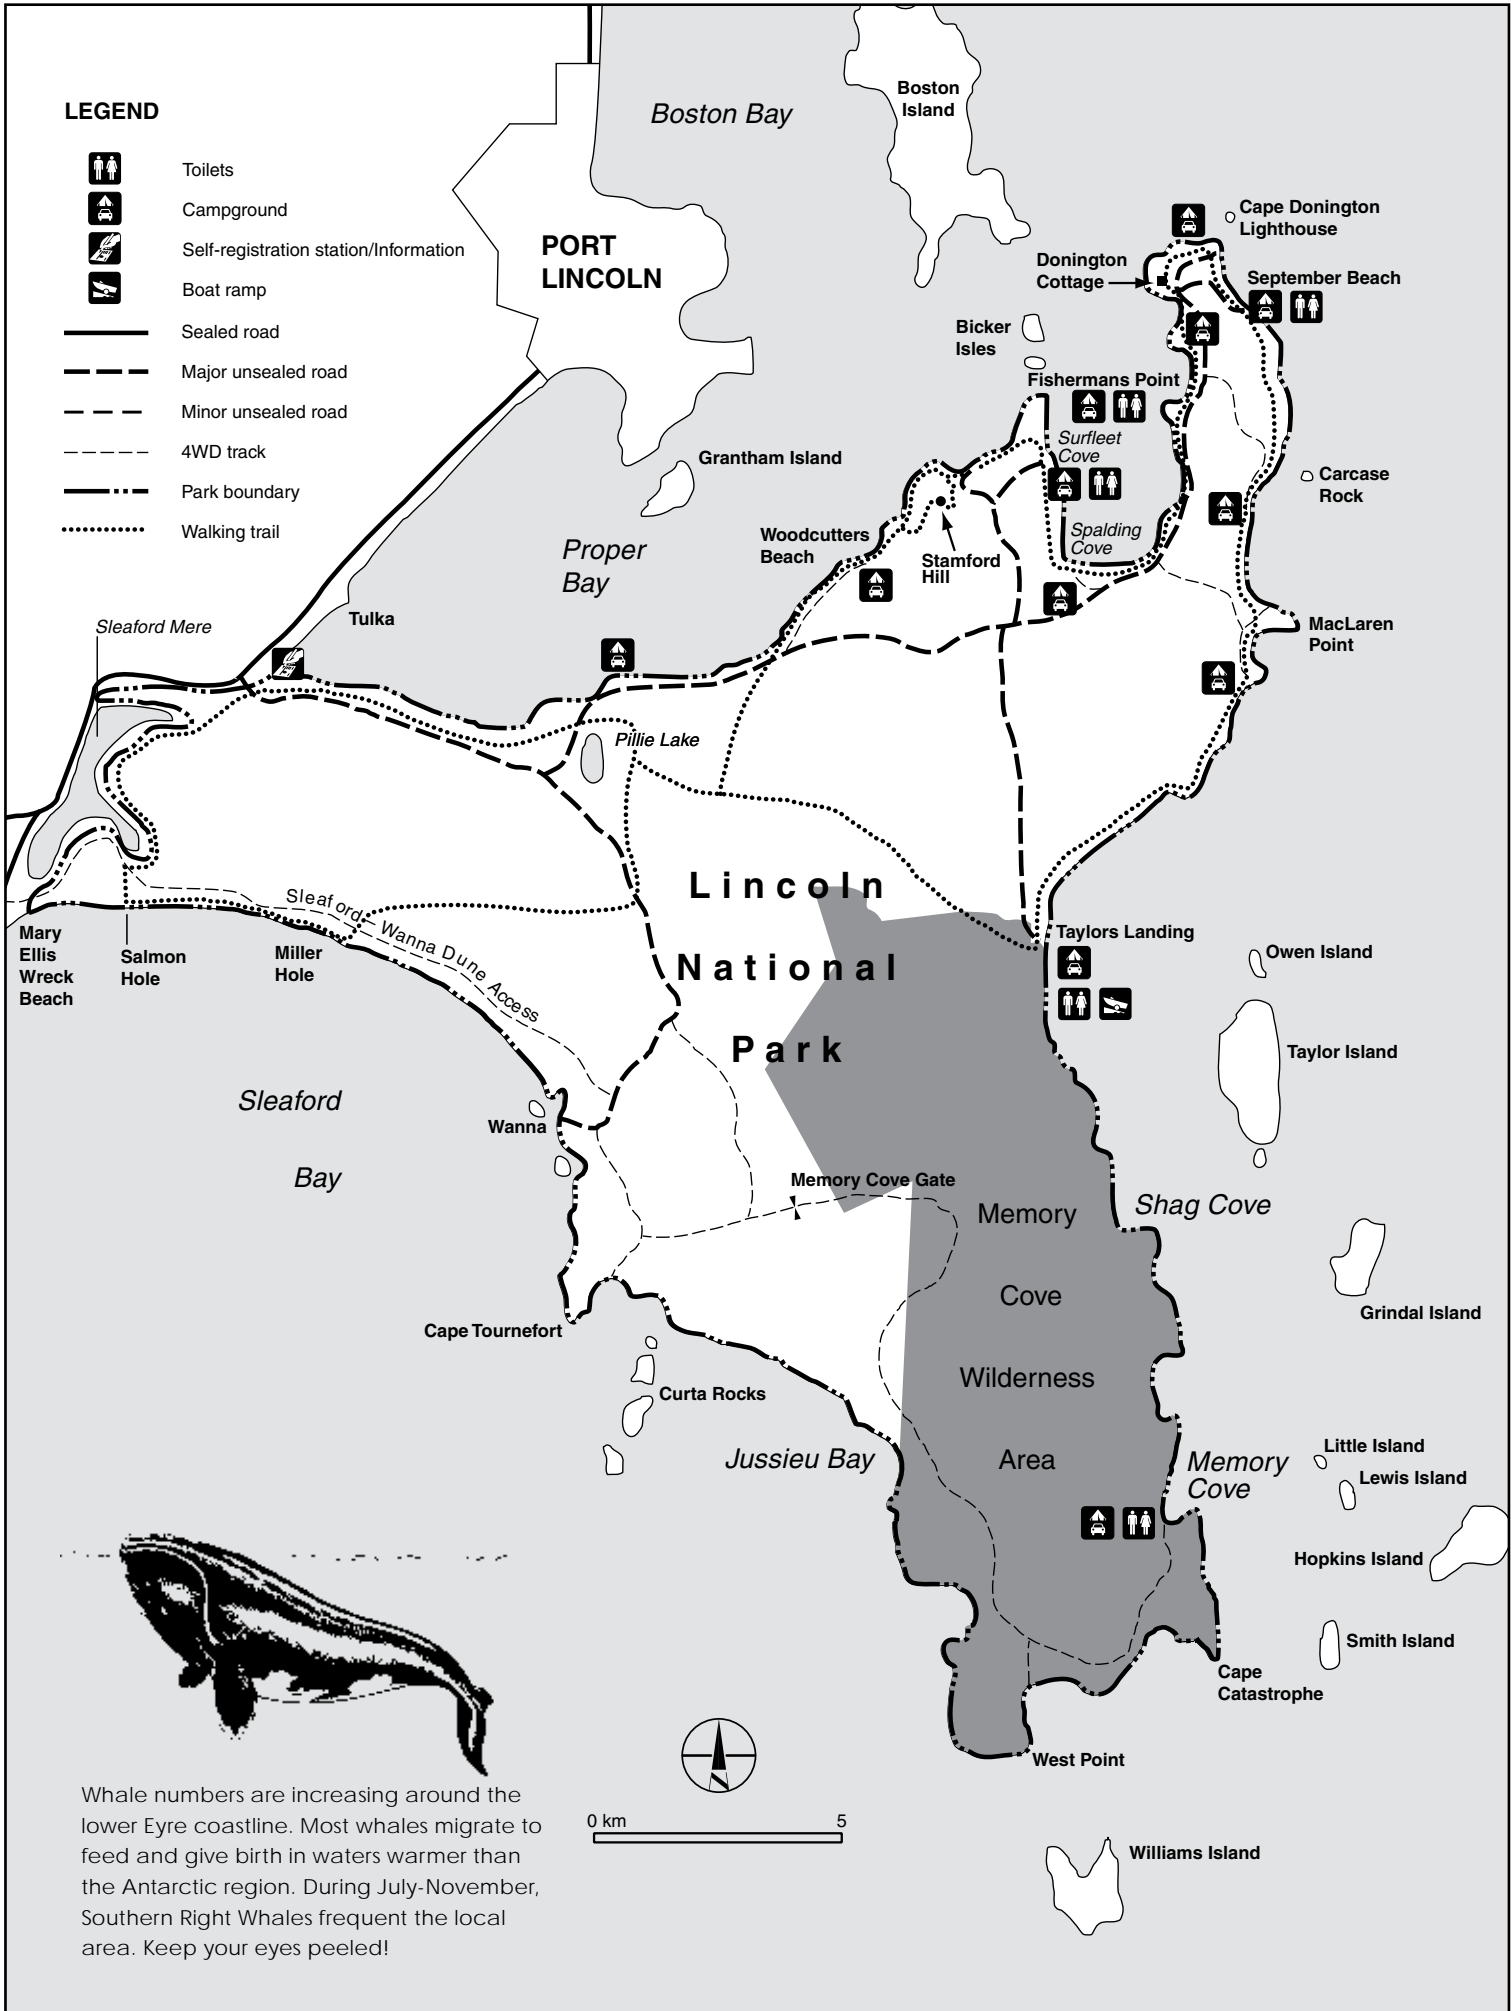 LEGEND
Toilets
Campground
Self-registration station/Information
Boat ramp
Sealed road
Major unsealed road
Minor unsealed road
4WD track
Park boundary
Walking trail
Boston Bay
Boston
Island
PORT
LINCOLN
Cape Donington
Lighthouse
Donington
Cottage
September Beach
Bicker
Isles
Fishermans Point
Surfleet
Cove
Grantham Island
Carcase
Rock
Woodcutters
Beach
Spalding
Cove
Stamford
Hill
Proper
Bay
Tulka
Sleaford Mere
MacLaren
Point
Pillie Lake
Lincoln
National
Park
Sleaford - Wanna Dune Access
Mary
Ellis
Wreck
Beach
Salmon
Hole
Miller
Hole
Taylors Landing
Owen Island
Taylor Island
Sleaford
Bay
Wanna
Memory Cove Gate
Shag Cove
Memory
Cove
Wilderness
Area
Grindal Island
Cape Tournefort
Curta Rocks
Jussieu Bay
Memory
Cove
Little Island
Lewis Island
Hopkins Island
Smith Island
Cape
Catastrophe
West Point
Whale numbers are increasing around the
lower Eyre coastline. Most whales migrate to
feed and give birth in waters warmer than
the Antarctic region. During July-November,
Southern Right Whales frequent the local
area. Keep your eyes peeled!
N
0 km 5
Williams Island